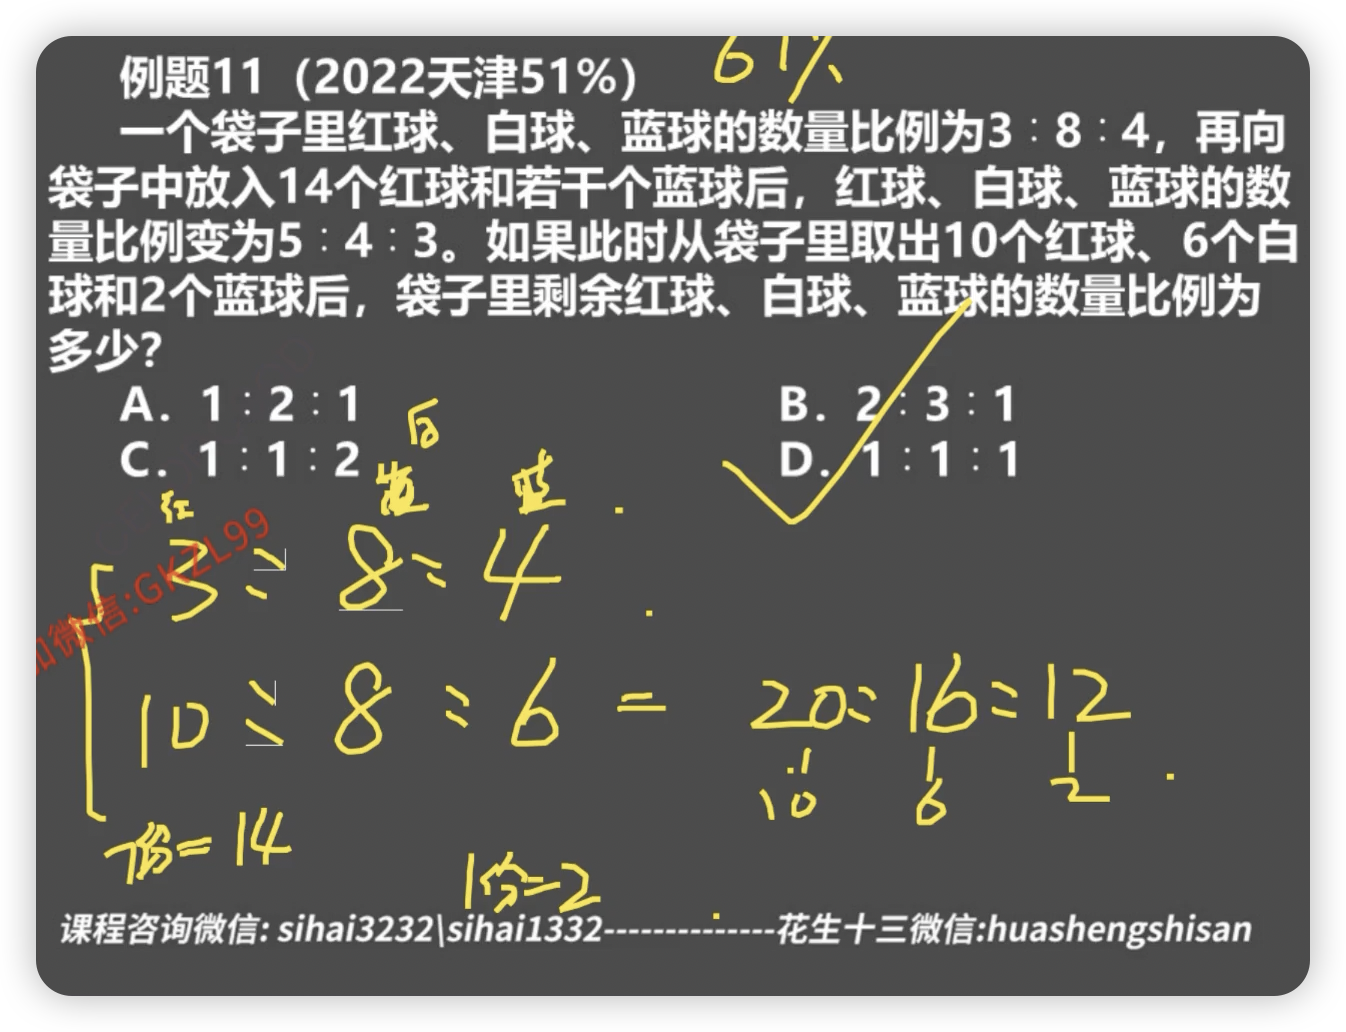 例题11（2022天津51%） 61%
一个袋子里红球、白球、蓝球的数量比例为3∶8∶4，再向
袋子中放入14个红球和若干个蓝球后，红球、白球、蓝球的数
量比例变为5∶4∶3。如果此时从袋子里取出10个红球、6个白
球和2个蓝球后，袋子里剩余红球、白球、蓝球的数量比例为
多少？
A. 1∶2∶1 B. 2∶3∶1
白
C. 1∶1∶2 D. 1∶1∶1
红 蓝 蓝
3:8:4
加微信:GKZL99
10:8:6=20:16:12
10 6 2
7份=14
1份=2
课程咨询微信: sihai3232\sihai1332--------------花生十三微信:huashengshisan